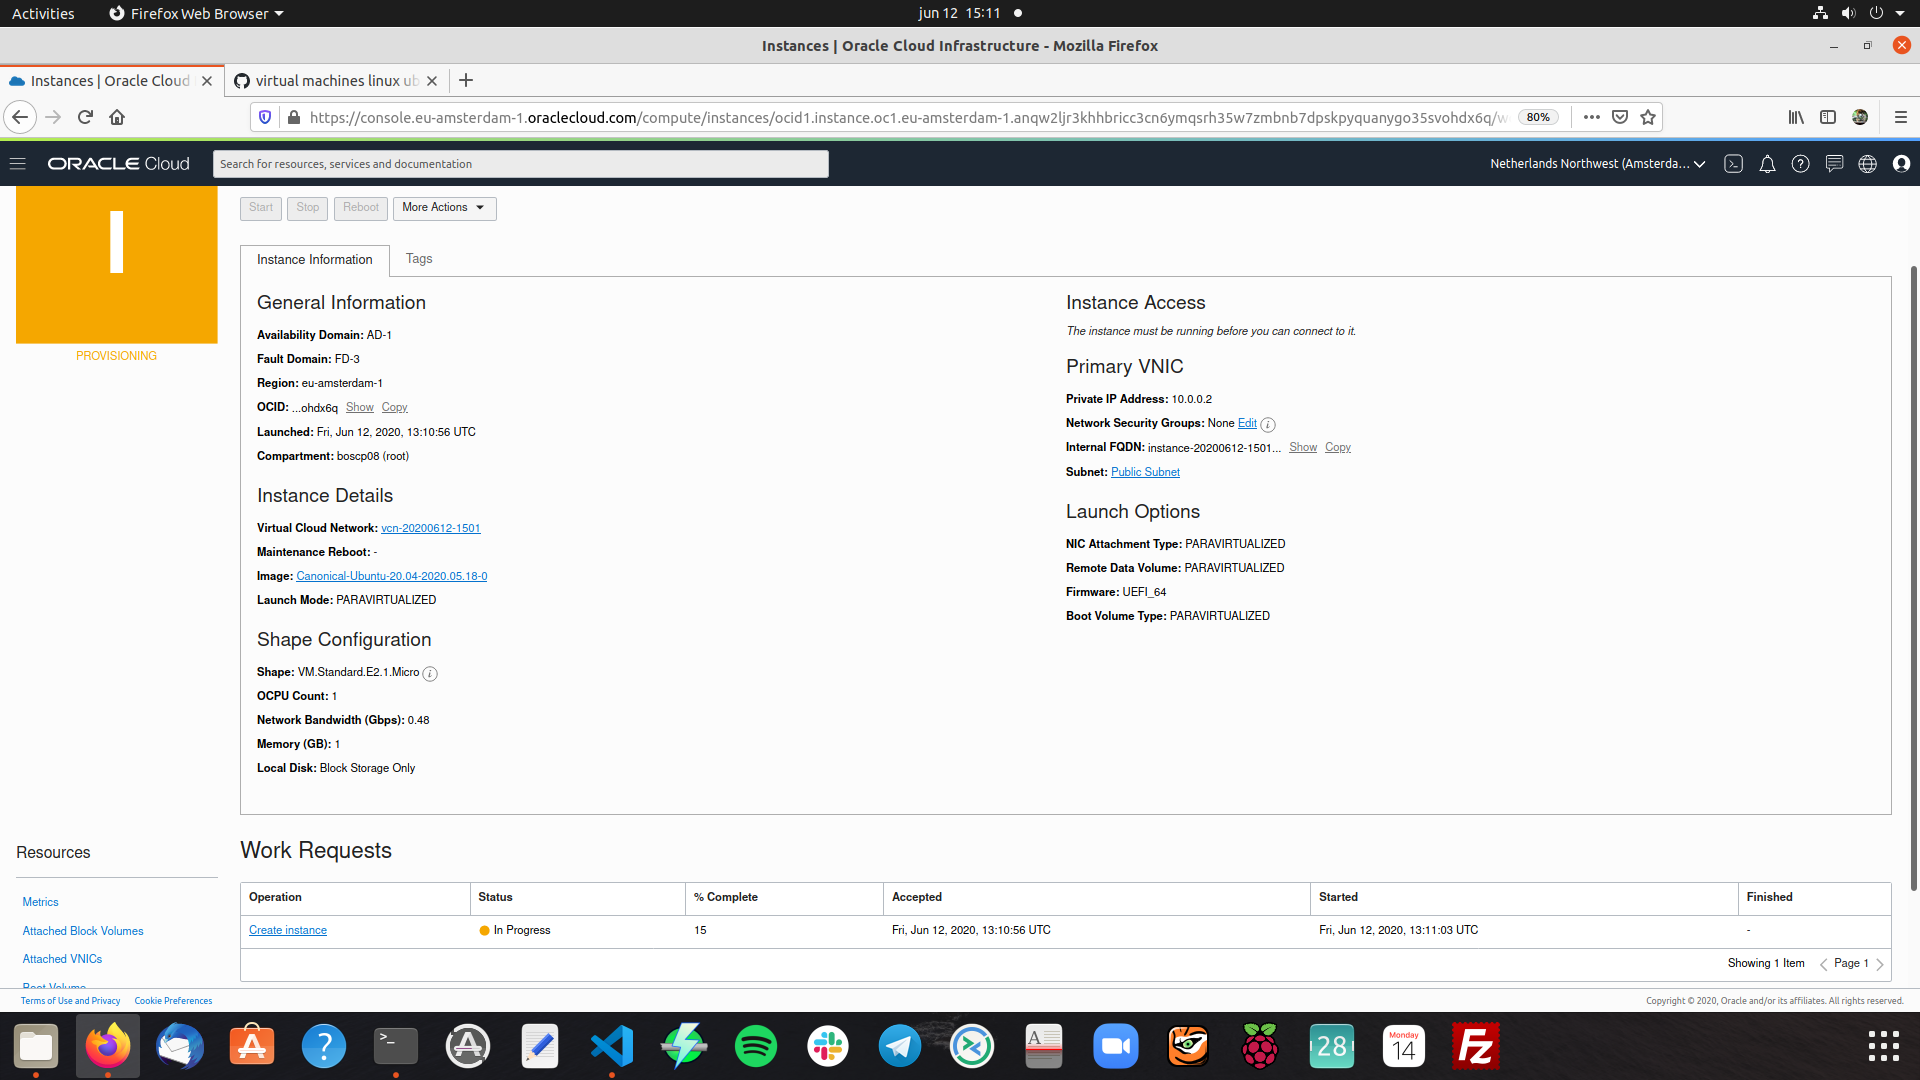 Activities
Firefox Web Browser
jun 12 15:11
Instances | Oracle Cloud Infrastructure - Mozilla Firefox
Instances | Oracle Cloud
virtual machines linux ub
https://console.eu-amsterdam-1.oraclecloud.com/compute/instances/ocid1.instance.oc1.eu-amsterdam-1.anqw2ljr3khhbricc3cn6ymqsrh35w7zmbnb7dpskpyquanygo35svohdx6q/w
80%
ORACLE Cloud
Search for resources, services and documentation
Netherlands Northwest (Amsterda...
I
PROVISIONING
Start
Stop
Reboot
More Actions
Instance Information
Tags
General Information
Availability Domain: AD-1
Fault Domain: FD-3
Region: eu-amsterdam-1
OCID: ...ohdx6q Show Copy
Launched: Fri, Jun 12, 2020, 13:10:56 UTC
Compartment: boscp08 (root)
Instance Details
Virtual Cloud Network: vcn-20200612-1501
Maintenance Reboot: -
Image: Canonical-Ubuntu-20.04-2020.05.18-0
Launch Mode: PARAVIRTUALIZED
Shape Configuration
Shape: VM.Standard.E2.1.Micro
OCPU Count: 1
Network Bandwidth (Gbps): 0.48
Memory (GB): 1
Local Disk: Block Storage Only
Instance Access
The instance must be running before you can connect to it.
Primary VNIC
Private IP Address: 10.0.0.2
Network Security Groups: None Edit
Internal FQDN: instance-20200612-1501... Show Copy
Subnet: Public Subnet
Launch Options
NIC Attachment Type: PARAVIRTUALIZED
Remote Data Volume: PARAVIRTUALIZED
Firmware: UEFI_64
Boot Volume Type: PARAVIRTUALIZED
Resources
Metrics
Attached Block Volumes
Attached VNICs
Boot Volume
Work Requests
Operation Status % Complete Accepted Started Finished
Create instance In Progress 15 Fri, Jun 12, 2020, 13:10:56 UTC Fri, Jun 12, 2020, 13:11:03 UTC -
Showing 1 Item
Page 1
Terms of Use and Privacy
Cookie Preferences
Copyright © 2020, Oracle and/or its affiliates. All rights reserved.
28
Monday
14
Fz